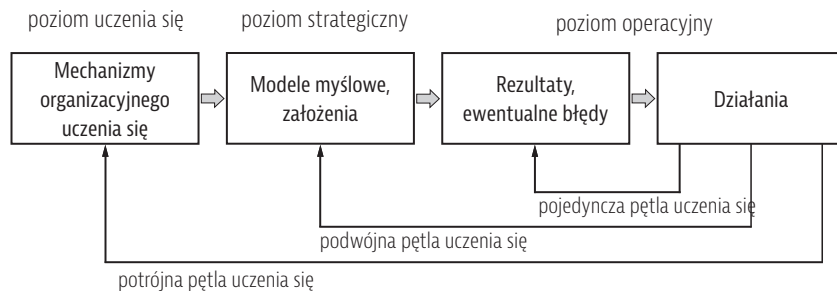 poziom uczenia się
poziom strategiczny
poziom operacyjny
Mechanizmy
organizacyjnego
uczenia się
Modele myślowe,
założenia
Rezultaty,
ewentualne błędy
Działania
pojedyncza pętla uczenia się
podwójna pętla uczenia się
potrójna pętla uczenia się